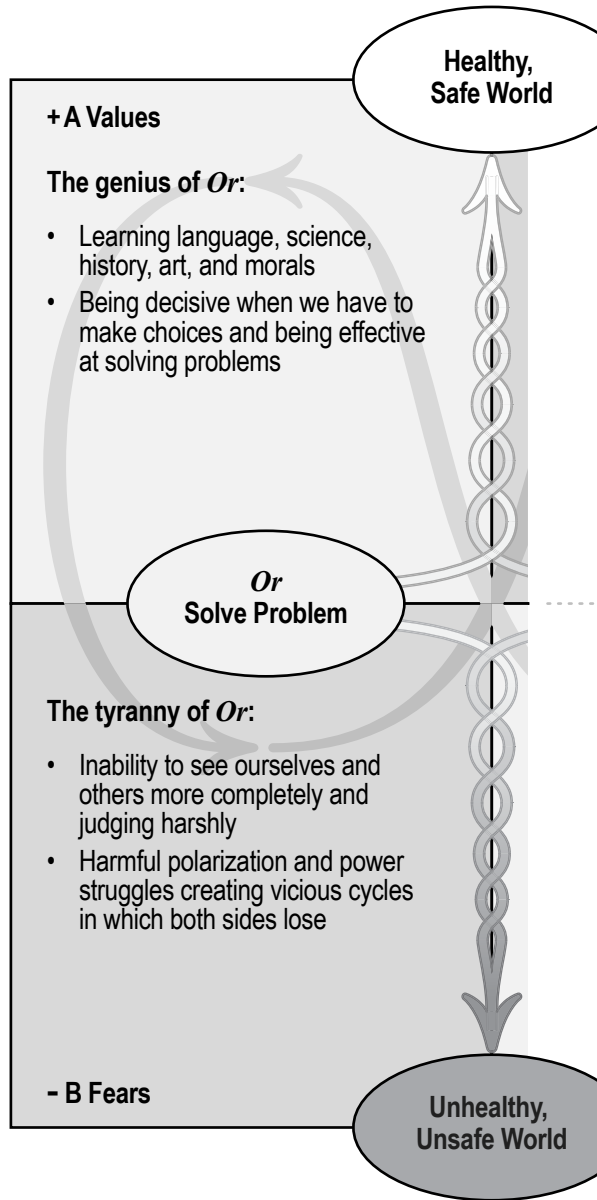 Healthy,
Safe World
+ A Values
The genius of Or:
• Learning language, science,
history, art, and morals
• Being decisive when we have to
make choices and being effective
at solving problems
Or
Solve Problem
The tyranny of Or:
• Inability to see ourselves and
others more completely and
judging harshly
• Harmful polarization and power
struggles creating vicious cycles
in which both sides lose
- B Fears
Unhealthy,
Unsafe World